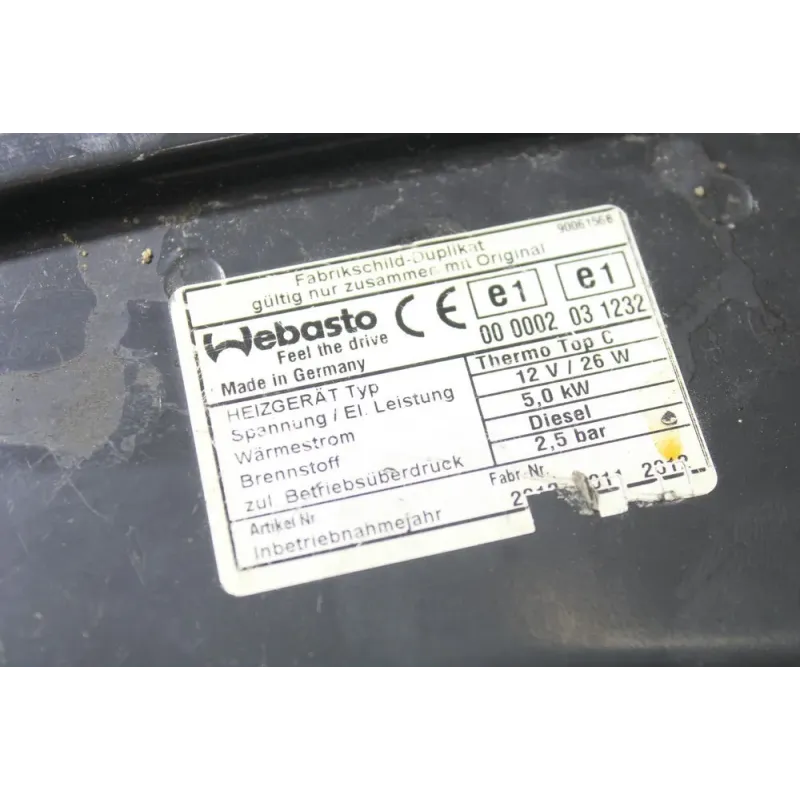 Fabrikschild-Duplikat 90061568
gültig nur zusammen mit Original
Webasto CE e1 e1
Feel the drive 00 0002 03 1232
Made in Germany
HEIZGERÄT Typ Thermo Top C
Spannung / El. Leistung 12 V / 26 W
Wärmestrom 5,0 kW
Brennstoff Diesel
zul. Betriebsüberdruck 2,5 bar
Artikel Nr. Fabr. Nr.
Inbetriebnahmejahr